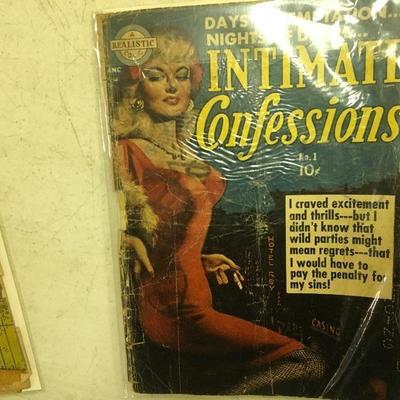 DAYS
NIGHTS
INTIMATE
Confessions
A
REALISTIC
No. 1
10¢
I craved excitement
and thrills---but I
didn't know that
wild parties might
mean regrets---that
I would have to
pay the penalty for
my sins!
HOTEL
CASINO